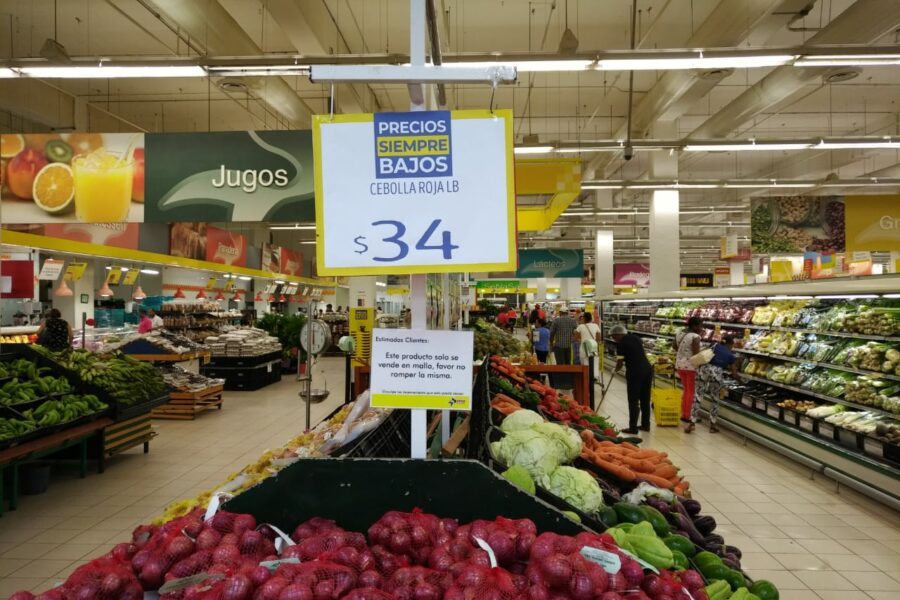 Jugos
PRECIOS
SIEMPRE
BAJOS
CEBOLLA ROJA LB
$34
Lácteos
Estimados Clientes:
Este producto solo se
vende en malla, favor no
romper la misma.